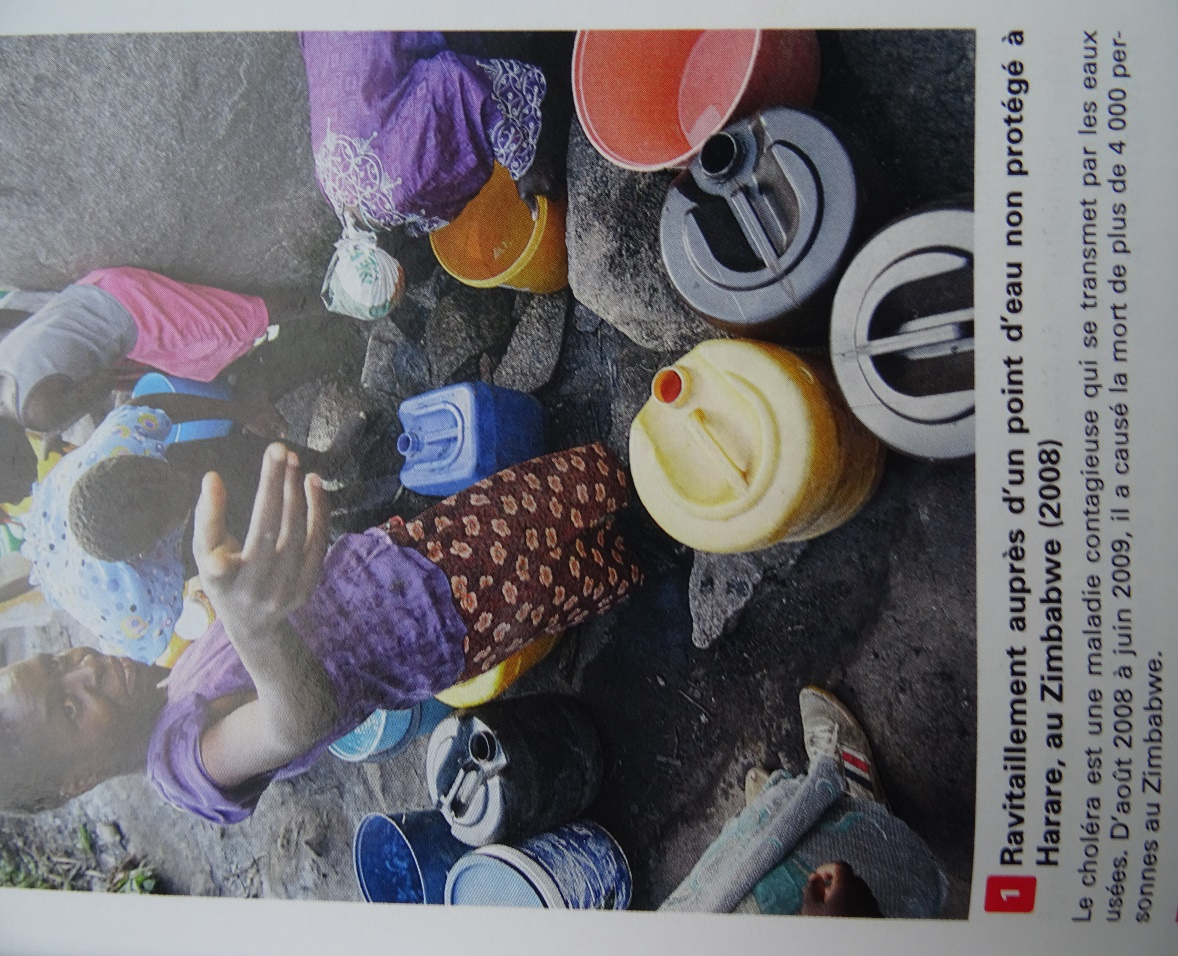 1 Ravitaillement auprès d'un point d'eau non protégé à
Harare, au Zimbabwe (2008)
Le choléra est une maladie contagieuse qui se transmet par les eaux
usées. D'août 2008 à juin 2009, il a causé la mort de plus de 4 000 per-
sonnes au Zimbabwe.